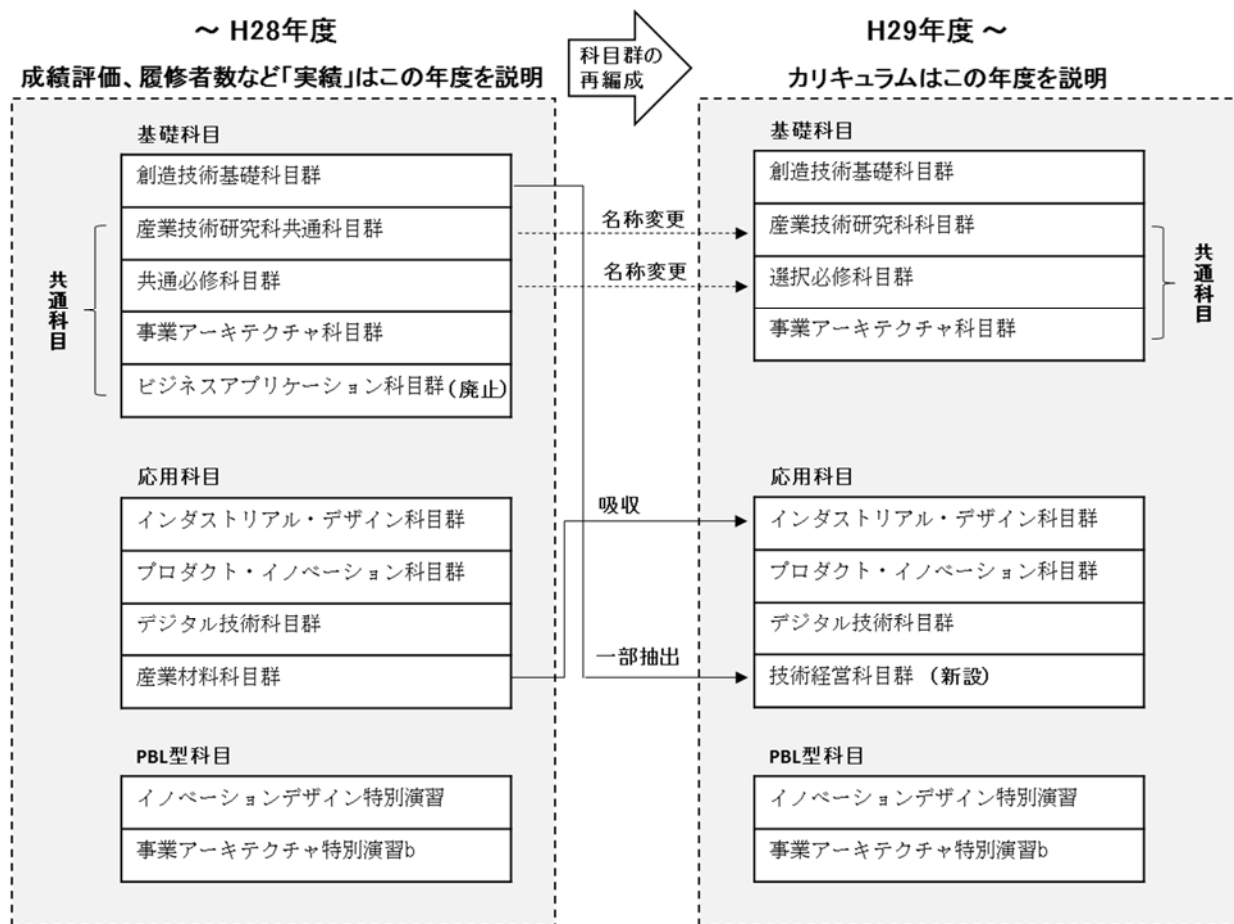 ～ H28年度
成績評価、履修者数など「実績」はこの年度を説明
科目群の
再編成
H29年度 ～
カリキュラムはこの年度を説明
基礎科目
創造技術基礎科目群
産業技術研究科共通科目群
共通必修科目群
事業アーキテクチャ科目群
ビジネスアプリケーション科目群(廃止)
共通科目
応用科目
インダストリアル・デザイン科目群
プロダクト・イノベーション科目群
デジタル技術科目群
産業材料科目群
PBL型科目
イノベーションデザイン特別演習
事業アーキテクチャ特別演習b
名称変更
名称変更
吸収
一部抽出
基礎科目
創造技術基礎科目群
産業技術研究科科目群
選択必修科目群
事業アーキテクチャ科目群
共通科目
応用科目
インダストリアル・デザイン科目群
プロダクト・イノベーション科目群
デジタル技術科目群
技術経営科目群 (新設)
PBL型科目
イノベーションデザイン特別演習
事業アーキテクチャ特別演習b